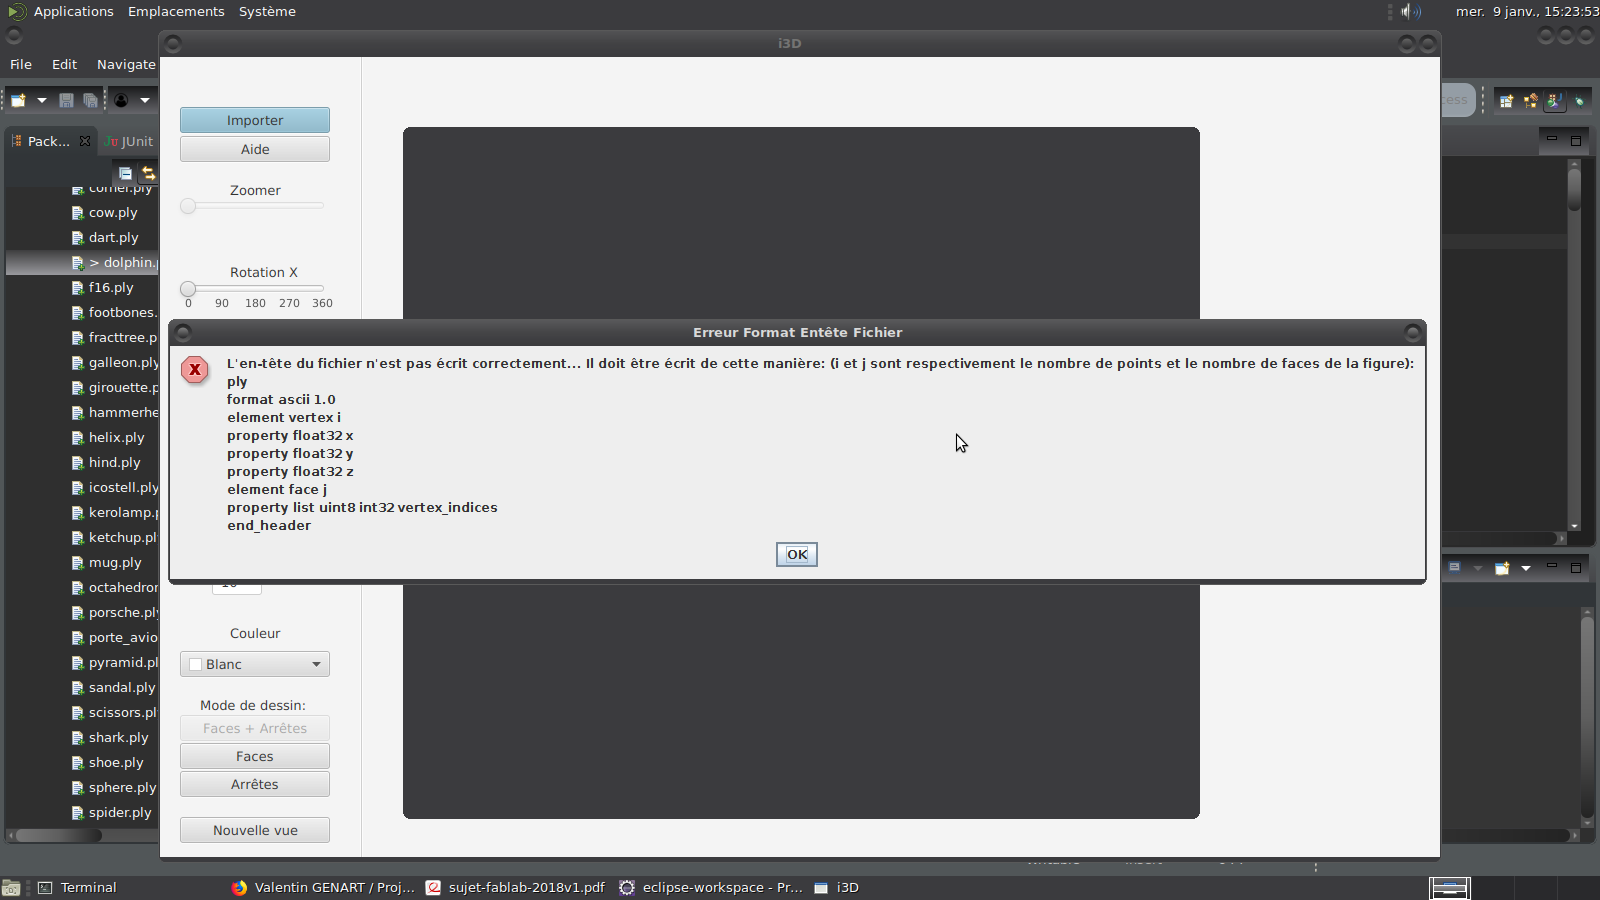 Applications Emplacements Système
mer. 9 janv., 15:23:53
i3D
File Edit Navigate
Importer
Aide
Zoomer
Rotation X
0 90 180 270 360
Pack...
JUnit
corner.ply
cow.ply
dart.ply
> dolphin.
f16.ply
footbones.
fracttree.p
galleon.ply
girouette.
hammerhe
helix.ply
hind.ply
icostell.ply
kerolamp.
ketchup.pl
mug.ply
octahedron
porsche.ply
porte_avio
pyramid.pl
sandal.ply
scissors.pl
shark.ply
shoe.ply
sphere.ply
spider.ply
Erreur Format Entête Fichier
L'en-tête du fichier n'est pas écrit correctement... Il doit être écrit de cette manière: (i et j sont respectivement le nombre de points et le nombre de faces de la figure):
ply
format ascii 1.0
element vertex i
property float32 x
property float32 y
property float32 z
element face j
property list uint8 int32 vertex_indices
end_header
OK
Couleur
Blanc
Mode de dessin:
Faces + Arrêtes
Faces
Arrêtes
Nouvelle vue
Terminal
Valentin GENART / Proj...
sujet-fablab-2018v1.pdf
eclipse-workspace - Pr...
i3D